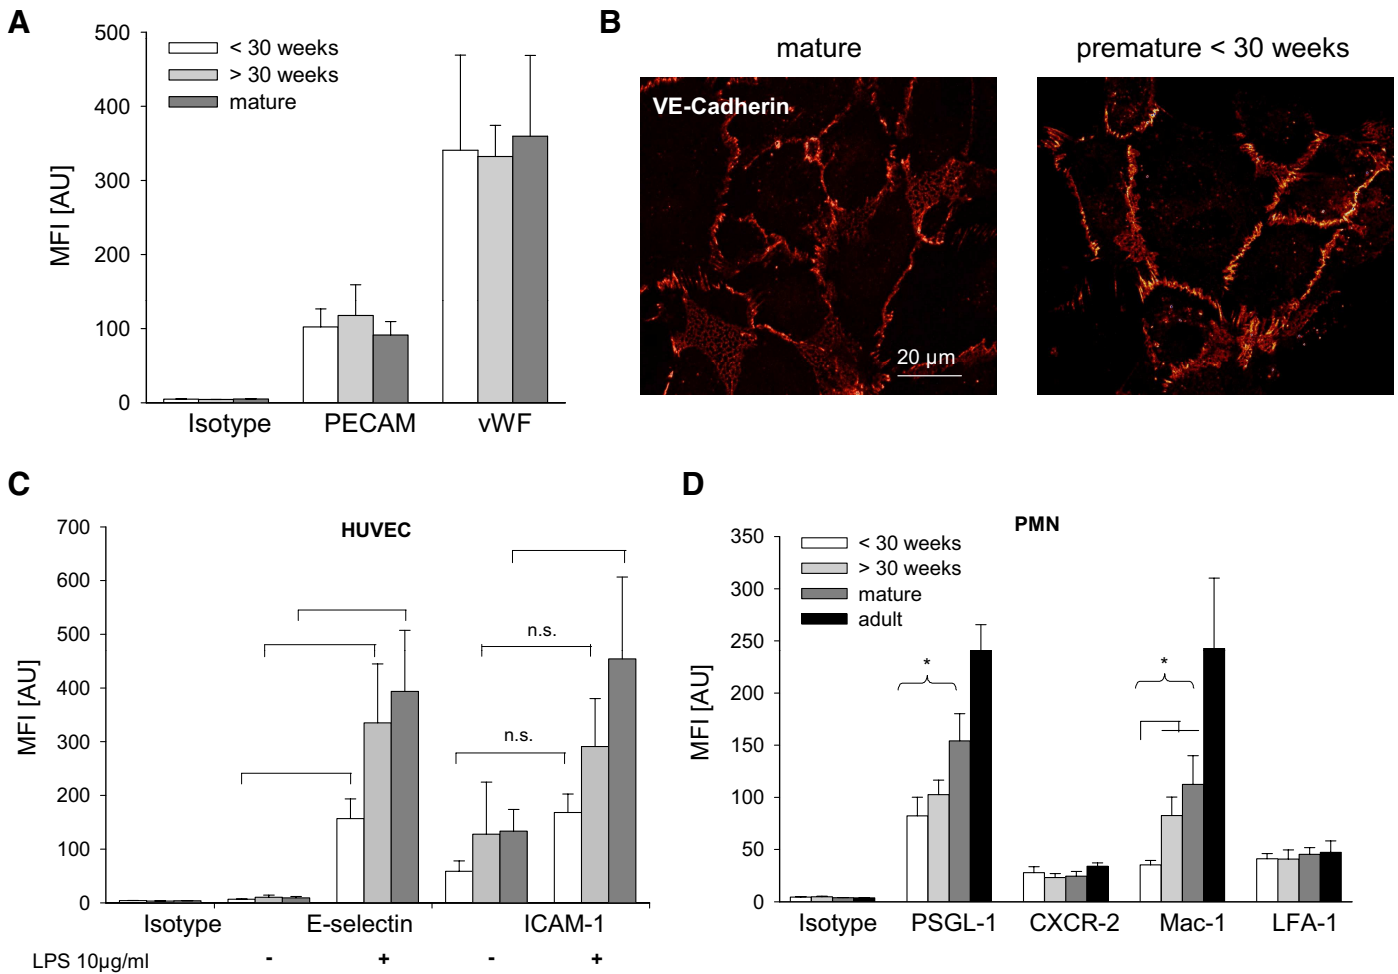 A
500
400
300
200
100
0
MFI [AU]
< 30 weeks
> 30 weeks
mature
Isotype PECAM vWF
B
mature premature < 30 weeks
VE-Cadherin
20 µm
C
HUVEC
700
600
500
400
300
200
100
0
MFI [AU]
n.s.
n.s.
Isotype E-selectin ICAM-1
LPS 10µg/ml - + - +
D
PMN
350
300
250
200
150
100
50
0
MFI [AU]
< 30 weeks
> 30 weeks
mature
adult
* *
Isotype PSGL-1 CXCR-2 Mac-1 LFA-1